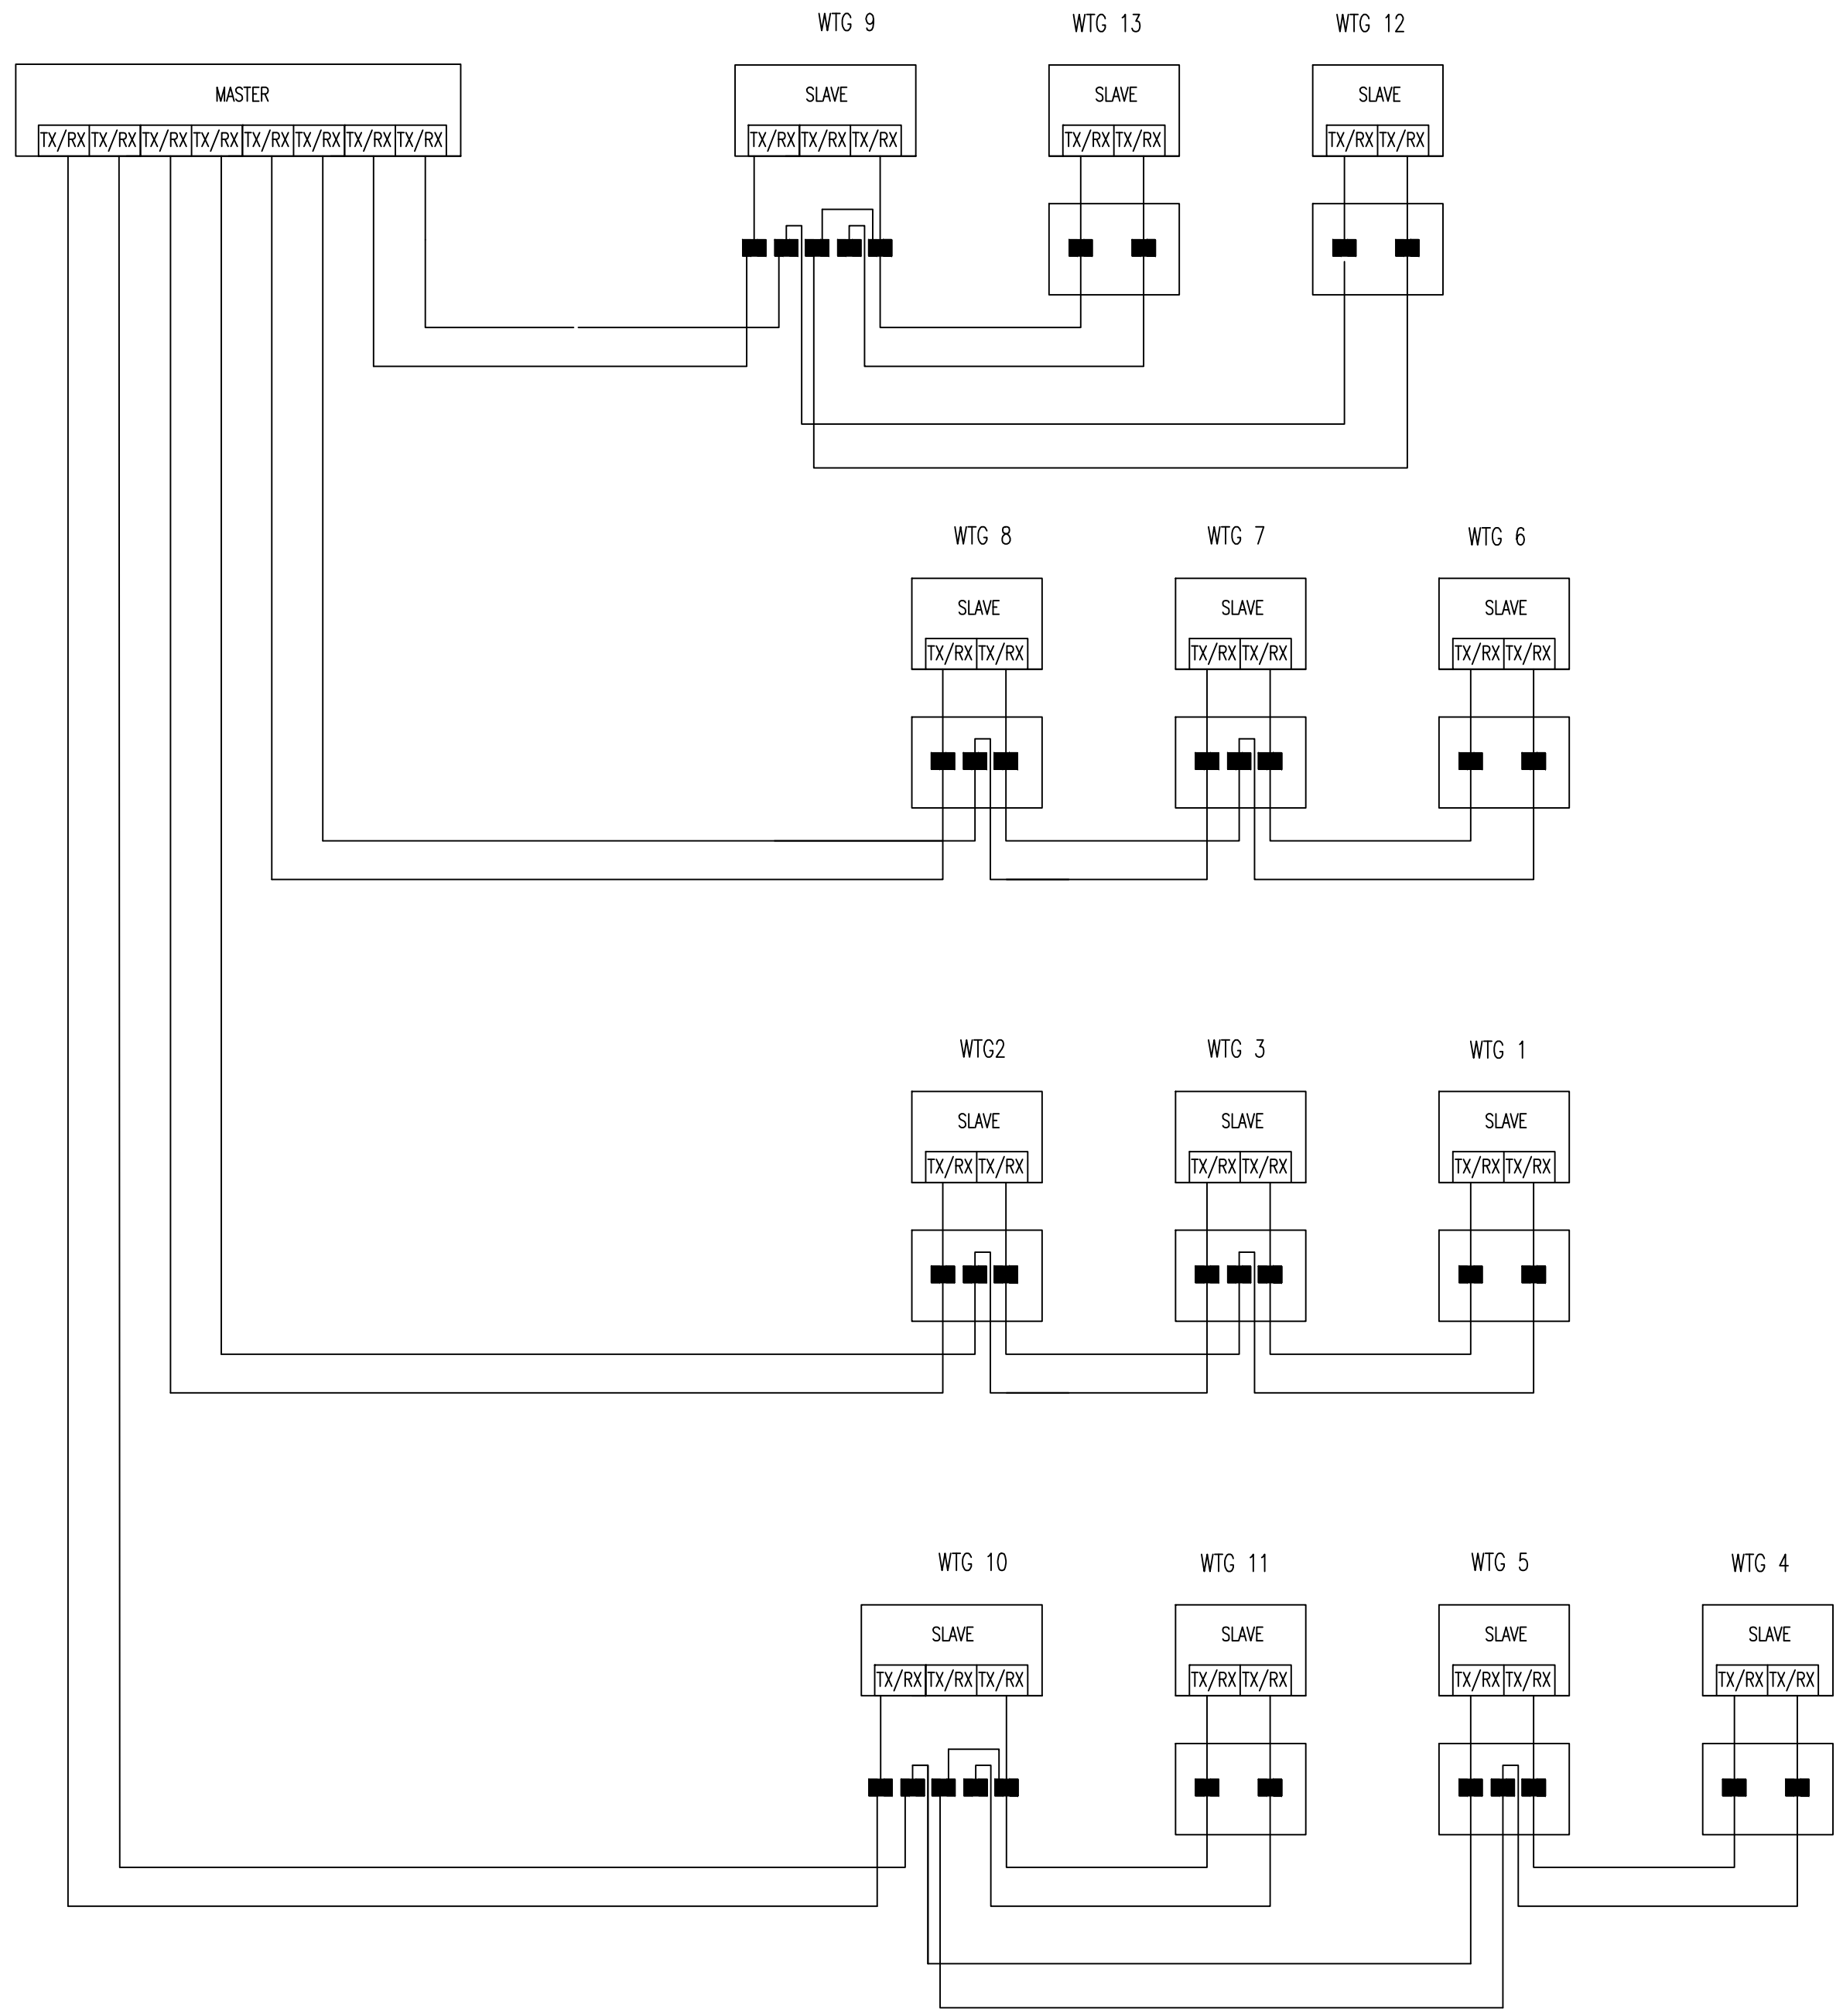 WTG 9 WTG 13 WTG 12
MASTER SLAVE SLAVE SLAVE
TX/RX TX/RX TX/RX TX/RX TX/RX TX/RX TX/RX TX/RX TX/RX TX/RX TX/RX TX/RX TX/RX TX/RX TX/RX
WTG 8 WTG 7 WTG 6
SLAVE SLAVE SLAVE
TX/RX TX/RX TX/RX TX/RX TX/RX TX/RX
WTG2 WTG 3 WTG 1
SLAVE SLAVE SLAVE
TX/RX TX/RX TX/RX TX/RX TX/RX TX/RX
WTG 10 WTG 11 WTG 5 WTG 4
SLAVE SLAVE SLAVE SLAVE
TX/RX TX/RX TX/RX TX/RX TX/RX TX/RX TX/RX TX/RX TX/RX